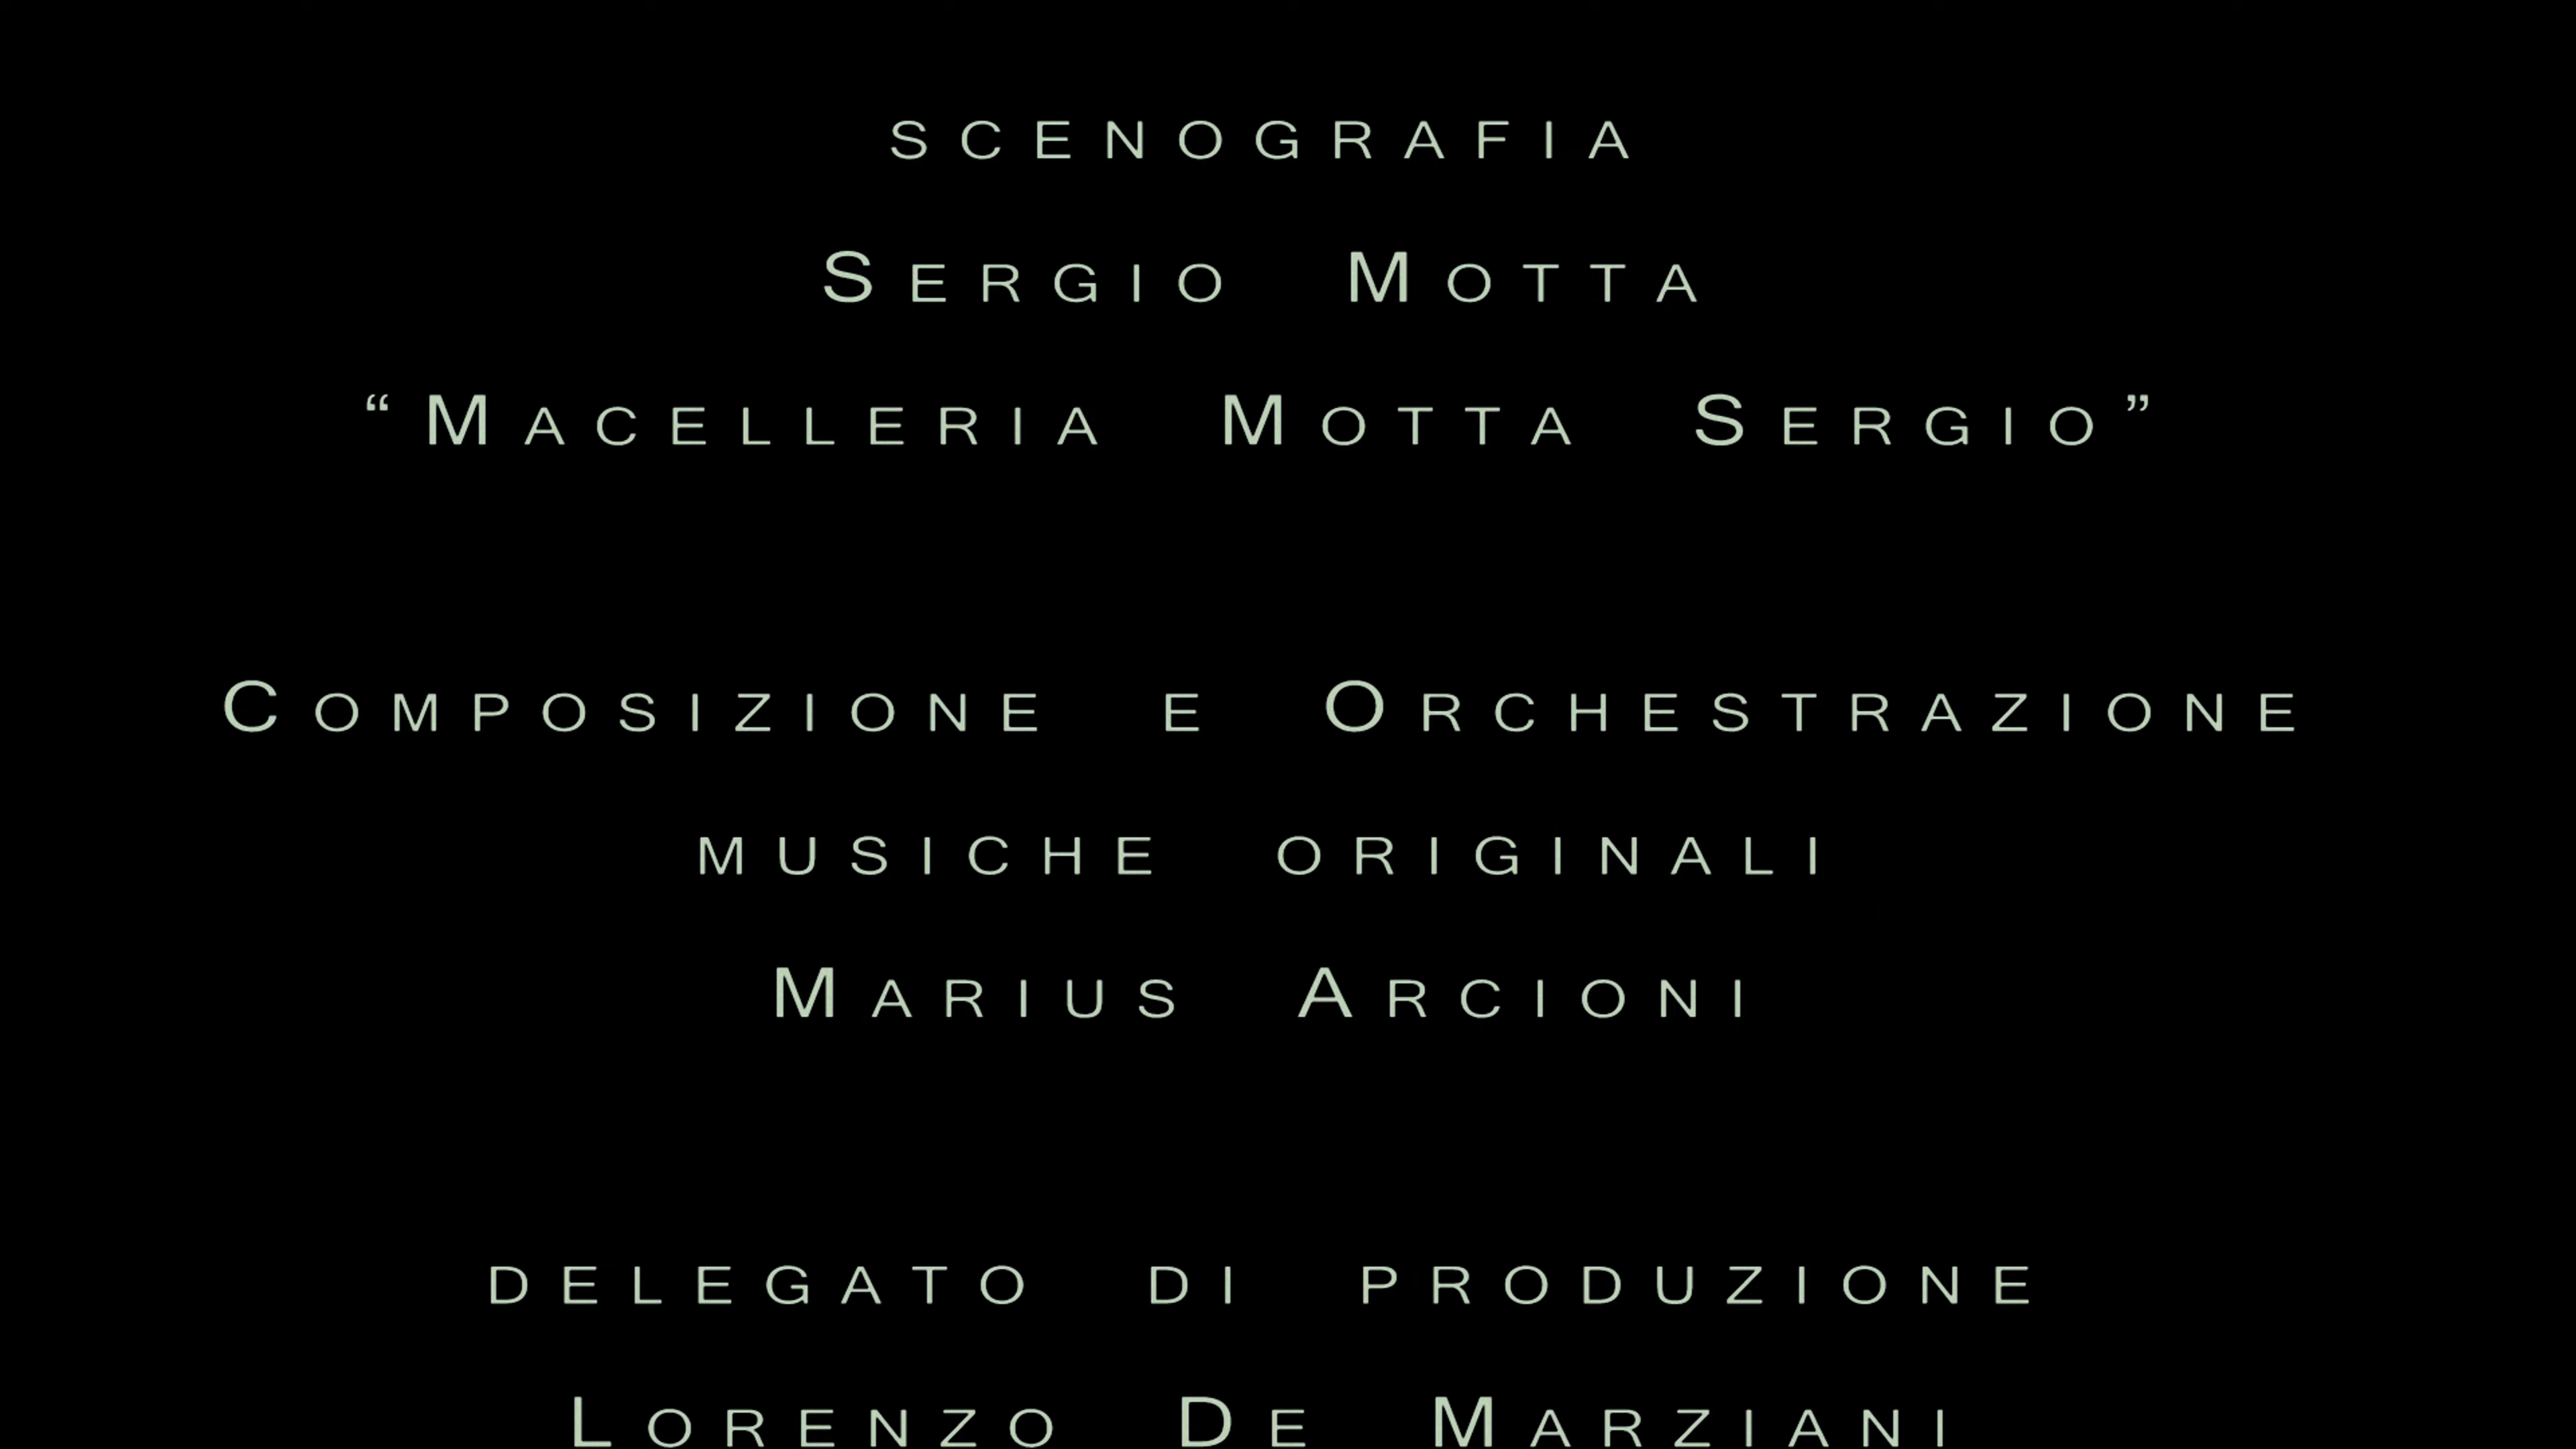 SCENOGRAFIA
SERGIO MOTTA
“MACELLERIA MOTTA SERGIO”
COMPOSIZIONE E ORCHESTRAZIONE
MUSICHE ORIGINALI
MARIUS ARCIONI
DELEGATO DI PRODUZIONE
LORENZO DE MARZIANI